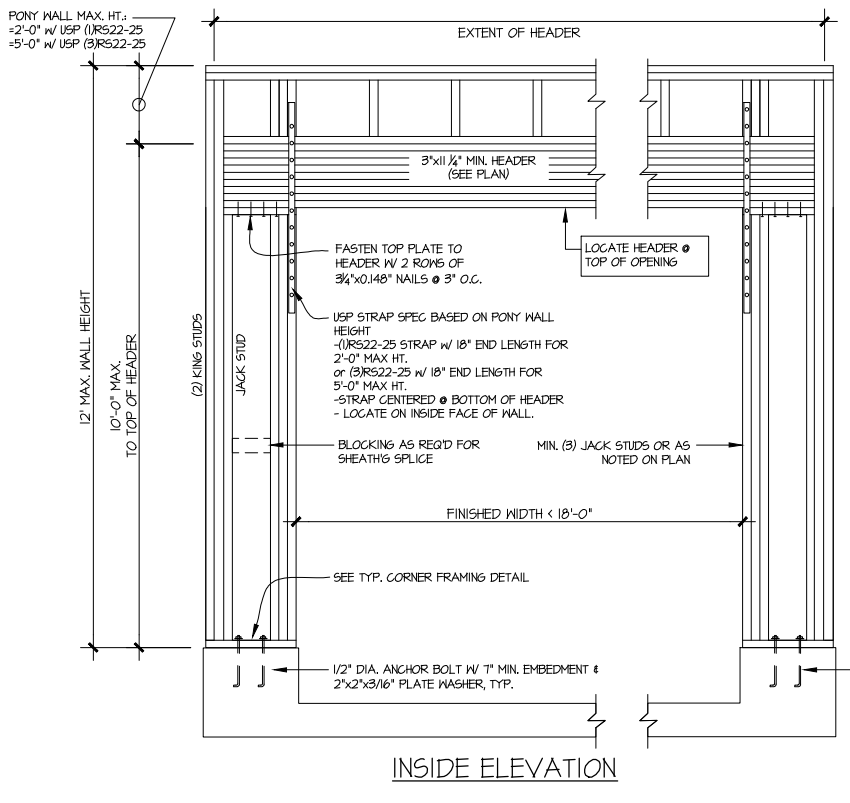 PONY WALL MAX. HT.:
=2'-0" W/ USP (1)RS22-25
=5'-0" W/ USP (3)RS22-25
EXTENT OF HEADER
3"x11 1/4" MIN. HEADER
(SEE PLAN)
FASTEN TOP PLATE TO
HEADER W/ 2 ROWS OF
3 1/4"x0.148" NAILS @ 3" O.C.
LOCATE HEADER @
TOP OF OPENING
USP STRAP SPEC BASED ON PONY WALL
HEIGHT
-(1)RS22-25 STRAP W/ 18" END LENGTH FOR
2'-0" MAX HT.
or (3)RS22-25 W/ 18" END LENGTH FOR
5'-0" MAX HT.
-STRAP CENTERED @ BOTTOM OF HEADER
- LOCATE ON INSIDE FACE OF WALL.
12' MAX. WALL HEIGHT
10'-0" MAX.
TO TOP OF HEADER
(2) KING STUDS
JACK STUD
BLOCKING AS REQ'D FOR
SHEATH'G SPLICE
MIN. (3) JACK STUDS OR AS
NOTED ON PLAN
FINISHED WIDTH < 18'-0"
SEE TYP. CORNER FRAMING DETAIL
1/2" DIA. ANCHOR BOLT W/ 7" MIN. EMBEDMENT &
2"x2"x3/16" PLATE WASHER, TYP.
INSIDE ELEVATION